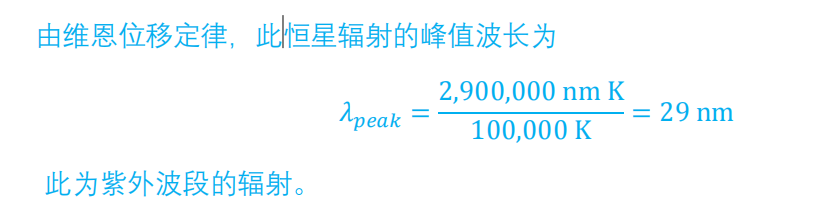 由维恩位移定律，此恒星辐射的峰值波长为
λ_peak = 2,900,000 nm K / 100,000 K = 29 nm
此为紫外波段的辐射。